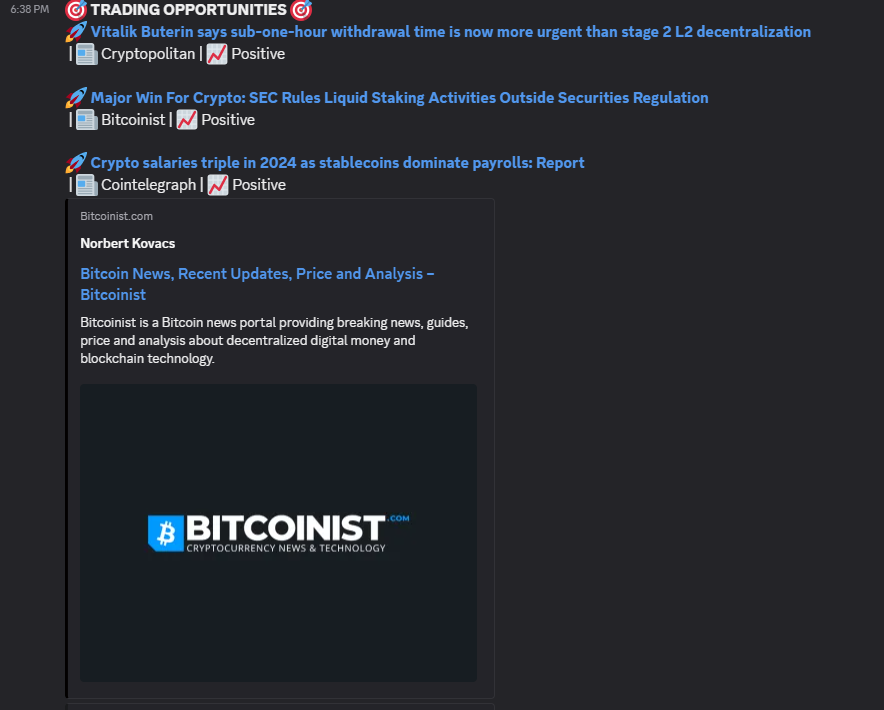 6:38 PM
🎯 TRADING OPPORTUNITIES 🎯
🚀 Vitalik Buterin says sub-one-hour withdrawal time is now more urgent than stage 2 L2 decentralization
| 📰 Cryptopolitan | 📈 Positive
🚀 Major Win For Crypto: SEC Rules Liquid Staking Activities Outside Securities Regulation
| 📰 Bitcoinist | 📈 Positive
🚀 Crypto salaries triple in 2024 as stablecoins dominate payrolls: Report
| 📰 Cointelegraph | 📈 Positive
Bitcoinist.com
Norbert Kovacs
Bitcoin News, Recent Updates, Price and Analysis –
Bitcoinist
Bitcoinist is a Bitcoin news portal providing breaking news, guides,
price and analysis about decentralized digital money and
blockchain technology.
BITCOINIST.COM
CRYPTOCURRENCY NEWS & TECHNOLOGY